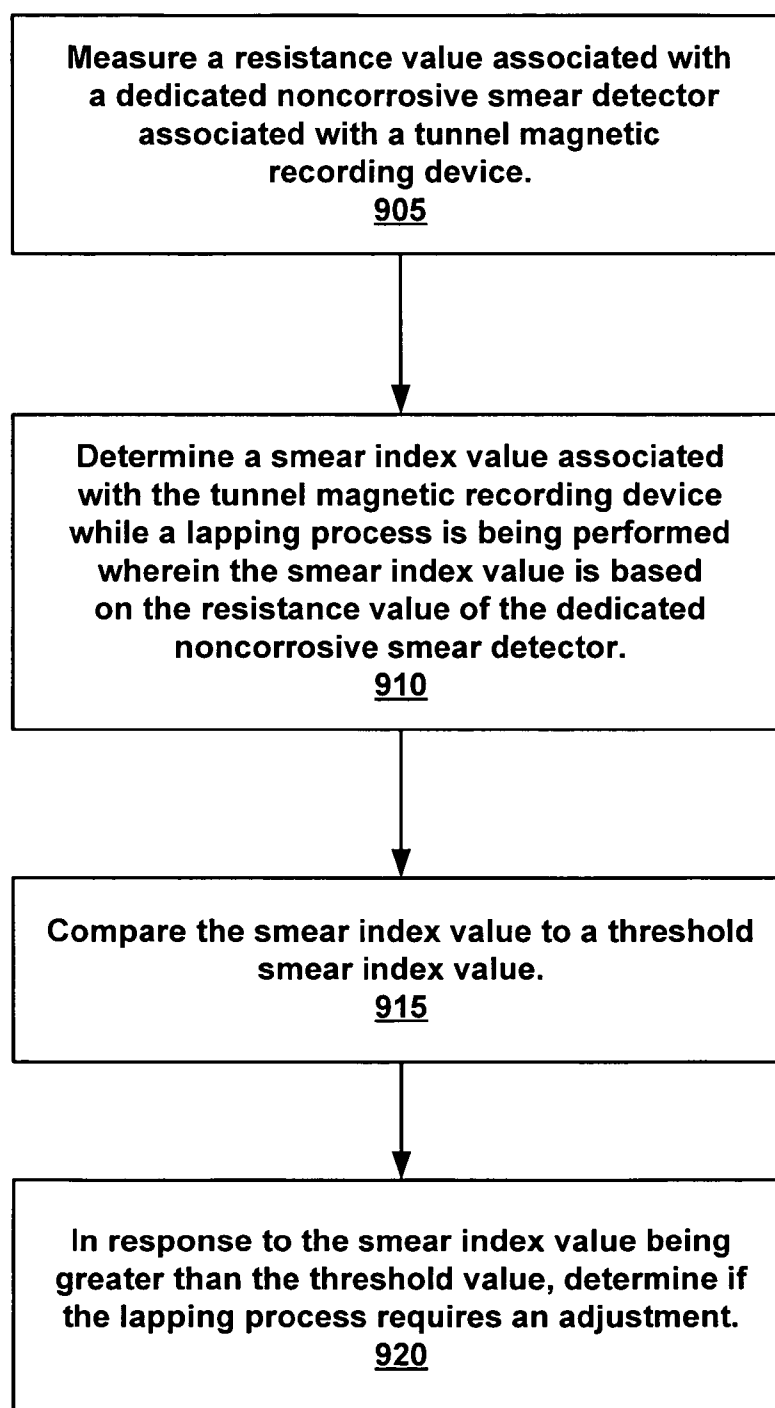 Measure a resistance value associated with
a dedicated noncorrosive smear detector
associated with a tunnel magnetic
recording device.
905
Determine a smear index value associated
with the tunnel magnetic recording device
while a lapping process is being performed
wherein the smear index value is based
on the resistance value of the dedicated
noncorrosive smear detector.
910
Compare the smear index value to a threshold
smear index value.
915
In response to the smear index value being
greater than the threshold value, determine if
the lapping process requires an adjustment.
920